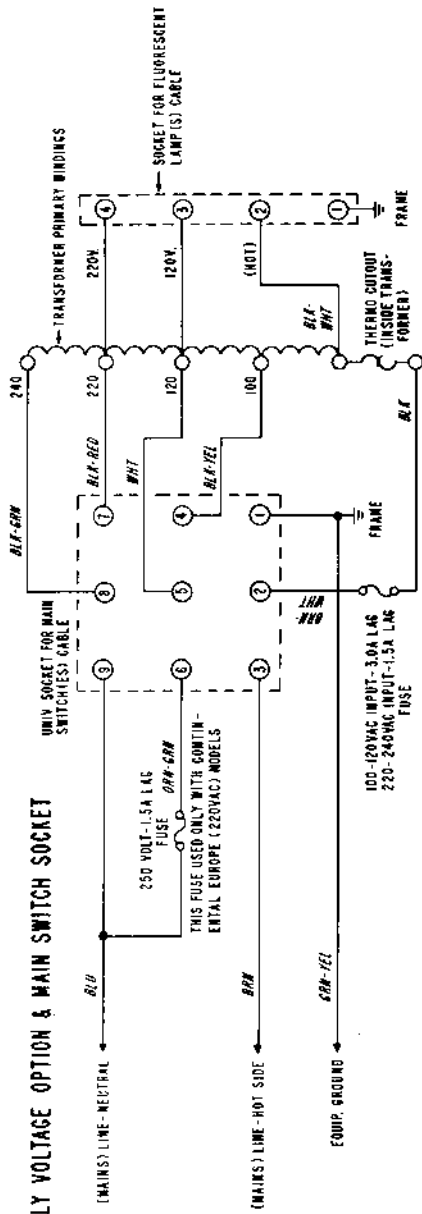 LY VOLTAGE OPTION & MAIN SWITCH SOCKET
UNIV SOCKET FOR MAIN
SWITCH(ES) CABLE
TRANSFORMER PRIMARY WINDINGS
SOCKET FOR FLUORESCENT
LAMP(S) CABLE
BLK-GRN
240
(MAINS) LINE-NEUTRAL
BLU
9
8
7
BLK-RED
220
220V.
4
250 VOLT-1.5A LAG
FUSE
ORN-GRN
6
5
4
WHT
120
120V.
3
THIS FUSE USED ONLY WITH CONTIN-
ENTAL EUROPE (220VAC) MODELS
BLK-YEL
100
(HOT)
2
(MAINS) LINE-HOT SIDE
BRN
3
2
1
BRN-
WHT
BLK-
WHT
1
EQUIP. GROUND
GRN-YEL
FRAME
FRAME
THERMO CUTOUT
(INSIDE TRANS-
FORMER)
100-120VAC INPUT-3.0A LAG
220-240VAC INPUT-1.5A LAG
FUSE
BLK